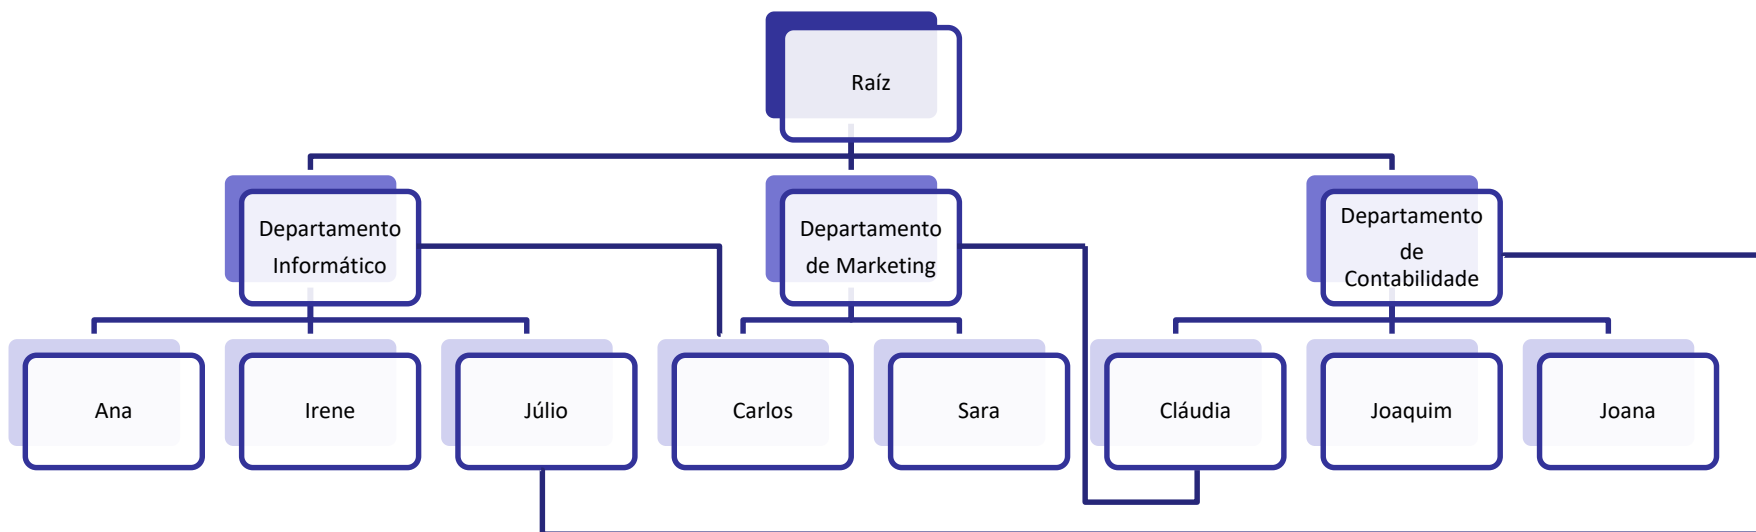 Raíz
Departamento
Informático
Departamento
de Marketing
Departamento
de
Contabilidade
Ana
Irene
Júlio
Carlos
Sara
Cláudia
Joaquim
Joana